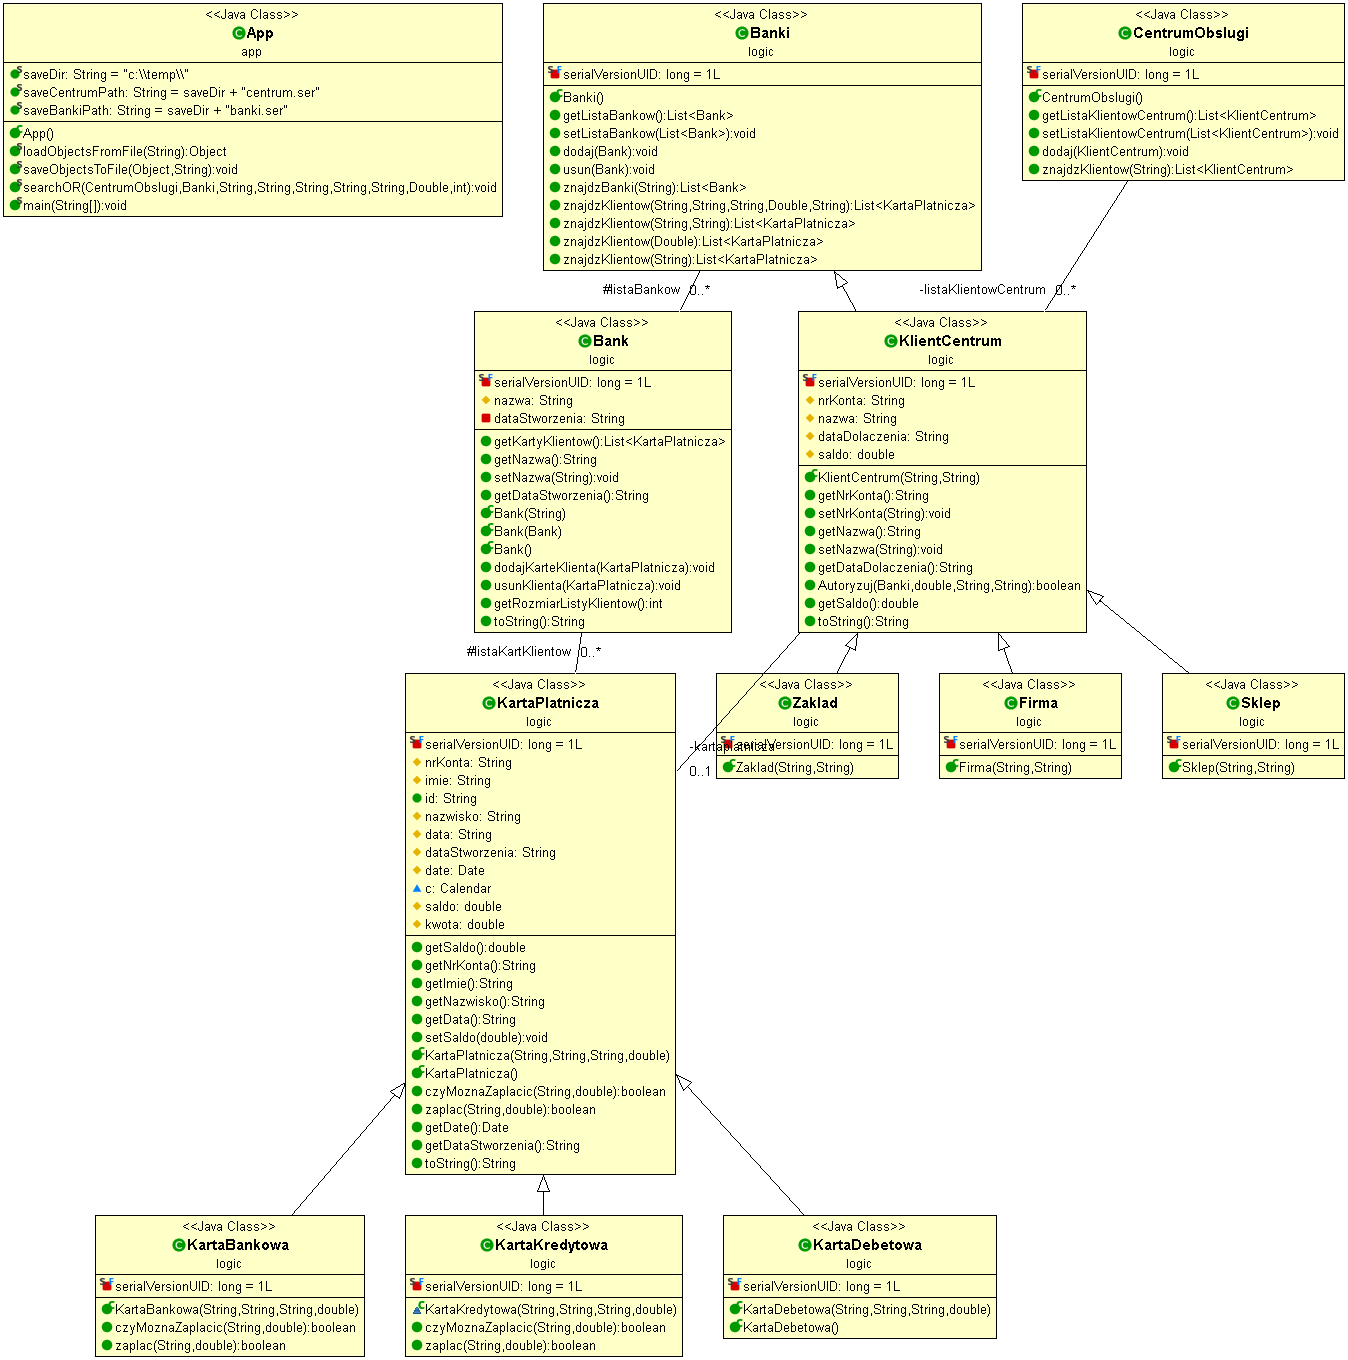 <<Java Class>>
App
app
saveDir: String = "c:\\temp\\"
saveCentrumPath: String = saveDir + "centrum.ser"
saveBankiPath: String = saveDir + "banki.ser"
App()
loadObjectsFromFile(String):Object
saveObjectsToFile(Object,String):void
searchOR(CentrumObslugi,Banki,String,String,String,String,String,Double,int):void
main(String[]):void
<<Java Class>>
Banki
logic
serialVersionUID: long = 1L
Banki()
getListaBankow():List<Bank>
setListaBankow(List<Bank>):void
dodaj(Bank):void
usun(Bank):void
znajdzBanki(String):List<Bank>
znajdzKlientow(String,String,String,Double,String):List<KartaPlatnicza>
znajdzKlientow(String,String):List<KartaPlatnicza>
znajdzKlientow(Double):List<KartaPlatnicza>
znajdzKlientow(String):List<KartaPlatnicza>
<<Java Class>>
CentrumObslugi
logic
serialVersionUID: long = 1L
CentrumObslugi()
getListaKlientowCentrum():List<KlientCentrum>
setListaKlientowCentrum(List<KlientCentrum>):void
dodaj(KlientCentrum):void
znajdzKlientow(String):List<KlientCentrum>
#listaBankow 0..*
-listaKlientowCentrum 0..*
<<Java Class>>
Bank
logic
serialVersionUID: long = 1L
nazwa: String
dataStworzenia: String
getKartyKlientow():List<KartaPlatnicza>
getNazwa():String
setNazwa(String):void
getDataStworzenia():String
Bank(String)
Bank(Bank)
Bank()
dodajKarteKlienta(KartaPlatnicza):void
usunKlienta(KartaPlatnicza):void
getRozmiarListyKlientow():int
toString():String
<<Java Class>>
KlientCentrum
logic
serialVersionUID: long = 1L
nrKonta: String
nazwa: String
dataDolaczenia: String
saldo: double
KlientCentrum(String,String)
getNrKonta():String
setNrKonta(String):void
getNazwa():String
setNazwa(String):void
getDataDolaczenia():String
Autoryzuj(Banki,double,String,String):boolean
getSaldo():double
toString():String
#listaKartKlientow 0..*
<<Java Class>>
KartaPlatnicza
logic
serialVersionUID: long = 1L
nrKonta: String
imie: String
id: String
nazwisko: String
data: String
dataStworzenia: String
date: Date
c: Calendar
saldo: double
kwota: double
getSaldo():double
getNrKonta():String
getImie():String
getNazwisko():String
getData():String
setSaldo(double):void
KartaPlatnicza(String,String,String,double)
KartaPlatnicza()
czyMoznaZaplacic(String,double):boolean
zaplac(String,double):boolean
getDate():Date
getDataStworzenia():String
toString():String
-kartaplatnicza
0..1
<<Java Class>>
Zaklad
logic
serialVersionUID: long = 1L
Zaklad(String,String)
<<Java Class>>
Firma
logic
serialVersionUID: long = 1L
Firma(String,String)
<<Java Class>>
Sklep
logic
serialVersionUID: long = 1L
Sklep(String,String)
<<Java Class>>
KartaBankowa
logic
serialVersionUID: long = 1L
KartaBankowa(String,String,String,double)
czyMoznaZaplacic(String,double):boolean
zaplac(String,double):boolean
<<Java Class>>
KartaKredytowa
logic
serialVersionUID: long = 1L
KartaKredytowa(String,String,String,double)
czyMoznaZaplacic(String,double):boolean
zaplac(String,double):boolean
<<Java Class>>
KartaDebetowa
logic
serialVersionUID: long = 1L
KartaDebetowa(String,String,String,double)
KartaDebetowa()